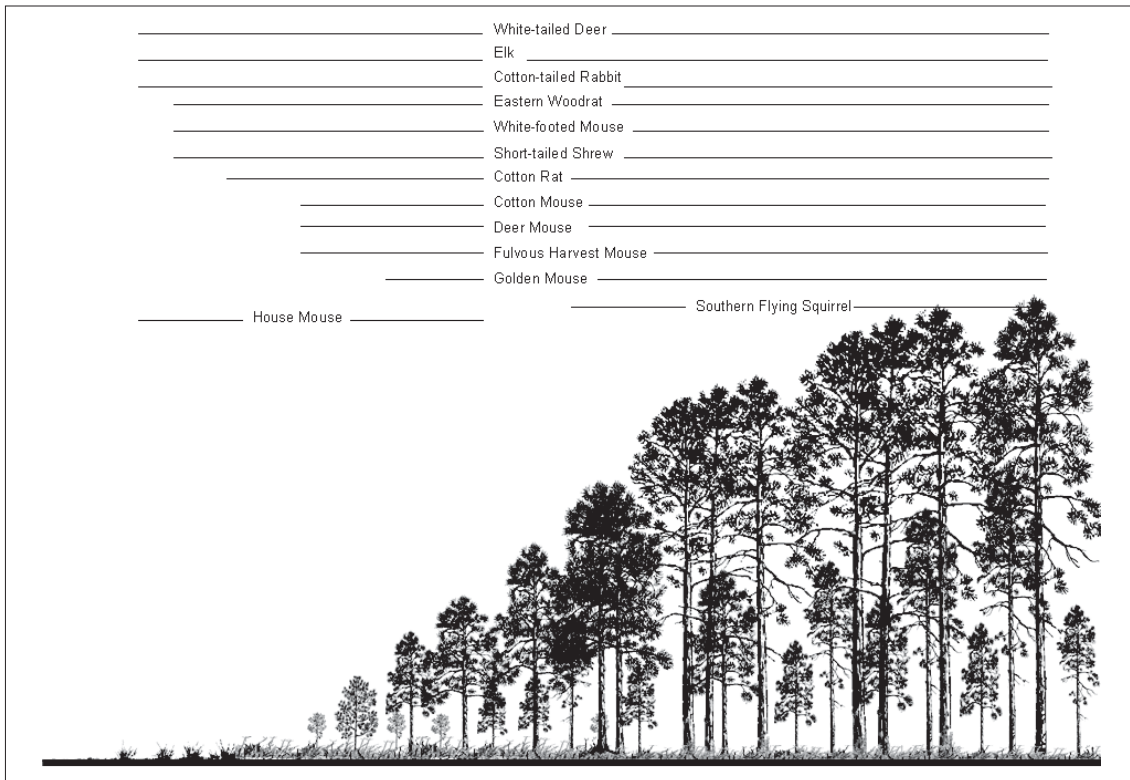 White-tailed Deer
Elk
Cotton-tailed Rabbit
Eastern Woodrat
White-footed Mouse
Short-tailed Shrew
Cotton Rat
Cotton Mouse
Deer Mouse
Fulvous Harvest Mouse
Golden Mouse
Southern Flying Squirrel
House Mouse